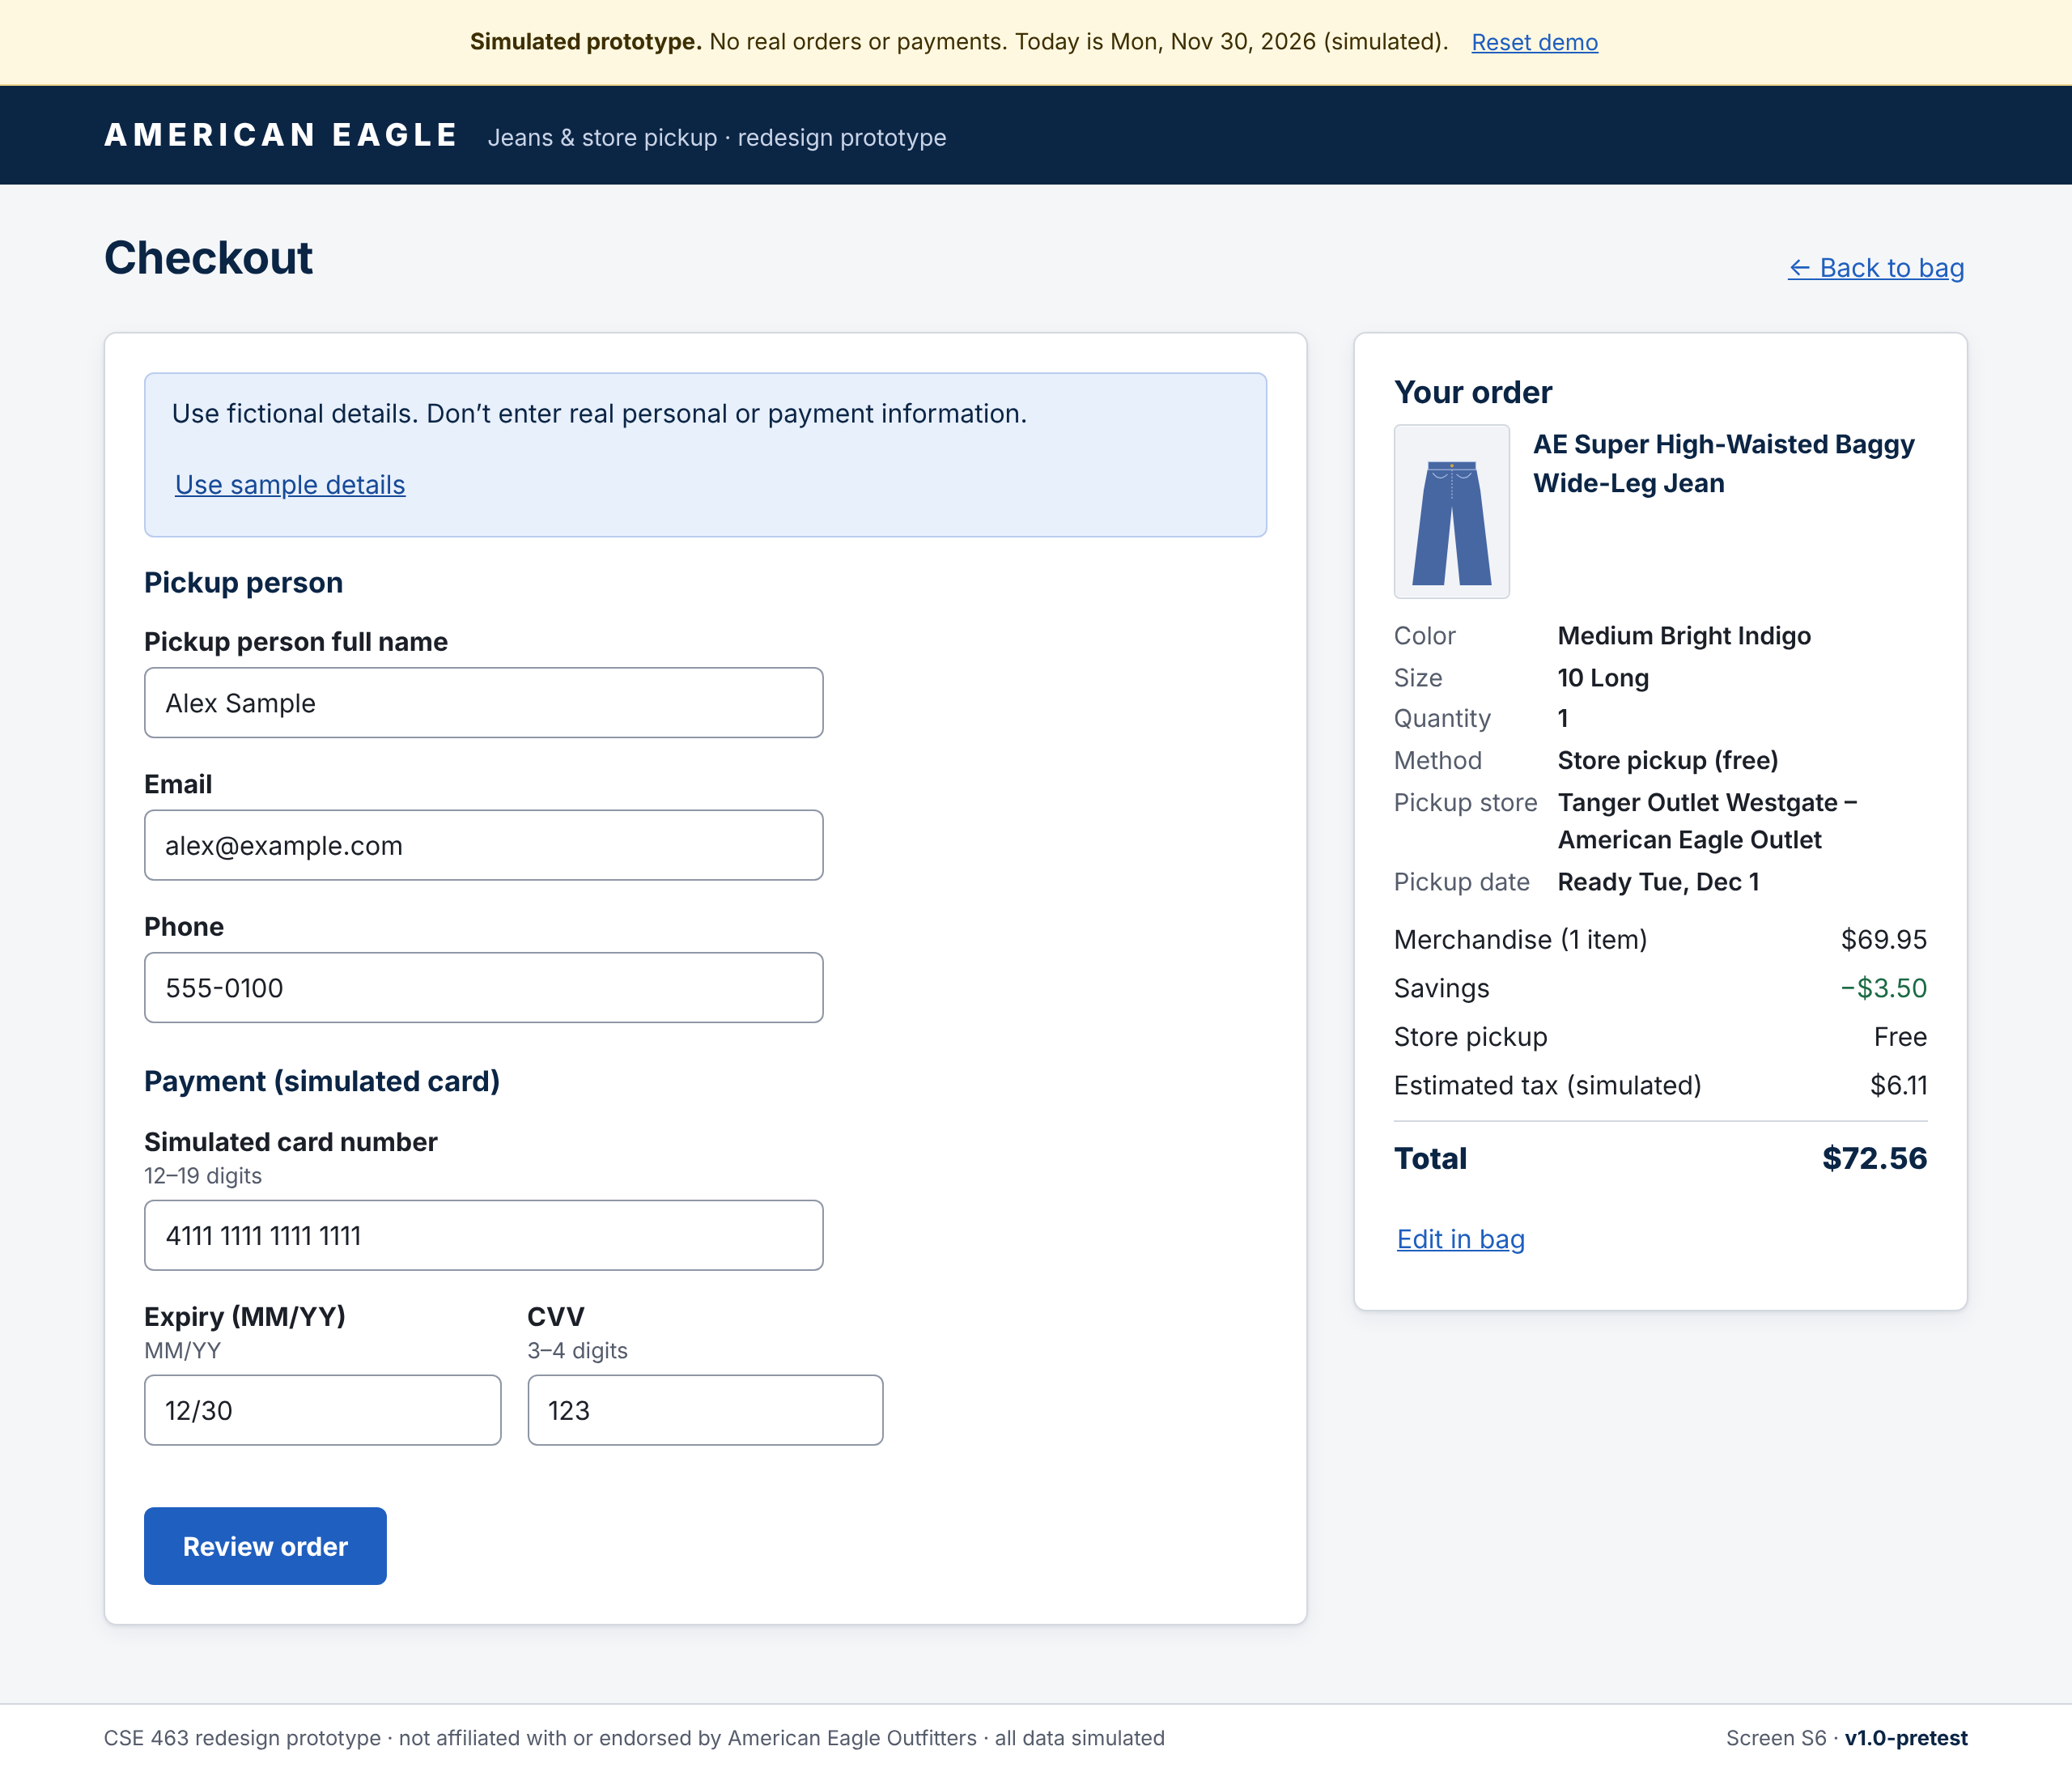 Simulated prototype. No real orders or payments. Today is Mon, Nov 30, 2026 (simulated). Reset demo
AMERICAN EAGLE Jeans & store pickup · redesign prototype
Checkout
← Back to bag
Use fictional details. Don’t enter real personal or payment information.
Use sample details
Pickup person
Pickup person full name
Alex Sample
Email
alex@example.com
Phone
555-0100
Payment (simulated card)
Simulated card number
12–19 digits
4111 1111 1111 1111
Expiry (MM/YY)
MM/YY
12/30
CVV
3–4 digits
123
Review order
Your order
AE Super High-Waisted Baggy
Wide-Leg Jean
Color Medium Bright Indigo
Size 10 Long
Quantity 1
Method Store pickup (free)
Pickup store Tanger Outlet Westgate –
American Eagle Outlet
Pickup date Ready Tue, Dec 1
Merchandise (1 item) $69.95
Savings −$3.50
Store pickup Free
Estimated tax (simulated) $6.11
Total $72.56
Edit in bag
CSE 463 redesign prototype · not affiliated with or endorsed by American Eagle Outfitters · all data simulated
Screen S6 · v1.0-pretest